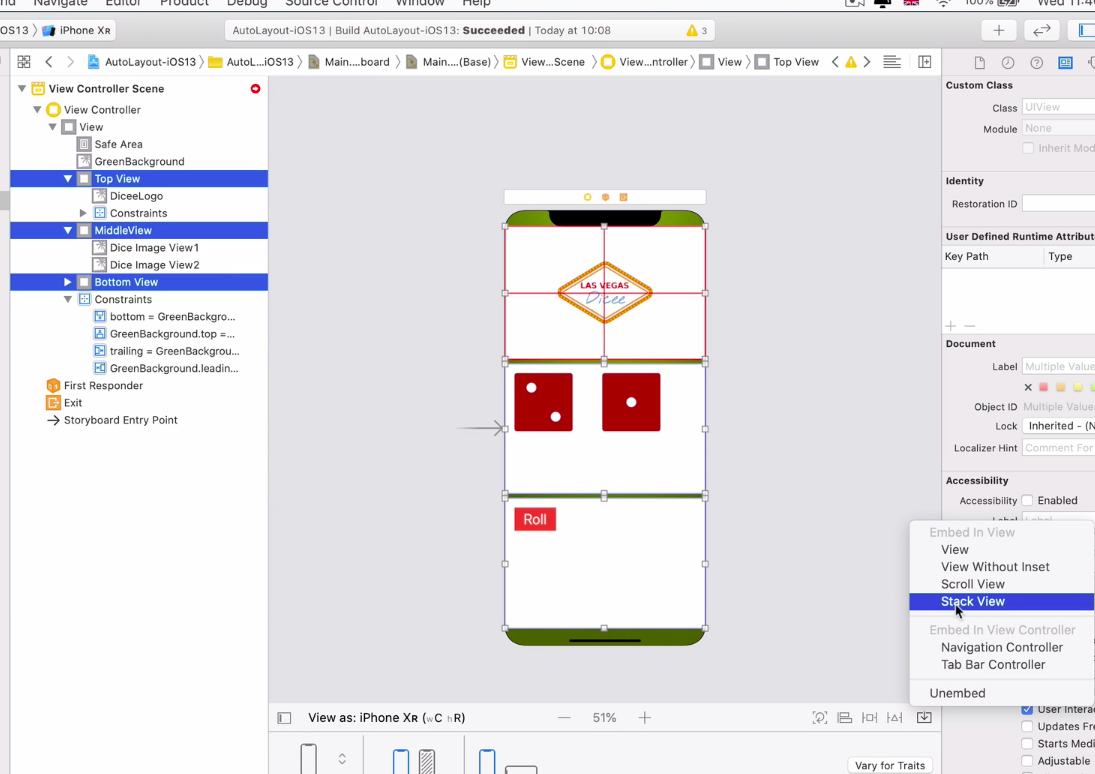 Navigate Editor Product Debug Source Control Window Help 100% Wed 11:4
OS13 iPhone XR AutoLayout-iOS13 | Build AutoLayout-iOS13: Succeeded | Today at 10:08 3
AutoLayout-iOS13 AutoL...iOS13 Main....board Main....(Base) View...Scene View...ntroller View Top View
View Controller Scene
View Controller
View
Safe Area
GreenBackground
Top View
DiceeLogo
Constraints
MiddleView
Dice Image View1
Dice Image View2
Bottom View
Constraints
bottom = GreenBackgro...
GreenBackground.top =...
trailing = GreenBackgrou...
GreenBackground.leadin...
First Responder
Exit
Storyboard Entry Point
LAS VEGAS
Dicee
Roll
View as: iPhone XR (wC hR) 51%
Vary for Traits
Custom Class
Class UIView
Module None
Inherit Mod
Identity
Restoration ID
User Defined Runtime Attribut
Key Path Type
Document
Label Multiple Value
Object ID Multiple Value
Lock Inherited - (N
Localizer Hint Comment For
Accessibility
Accessibility Enabled
Embed In View
View
View Without Inset
Scroll View
Stack View
Embed In View Controller
Navigation Controller
Tab Bar Controller
Unembed
User Intera
Updates Fre
Starts Medi
Adjustable